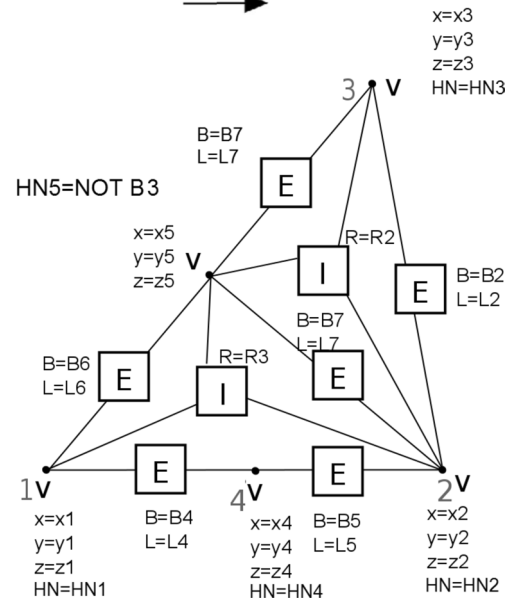 x=x3
y=y3
z=z3
HN=HN3
3
V
B=B7
L=L7
E
HN5=NOT B3
x=x5
y=y5
z=z5
V
R=R2
I
E
B=B2
L=L2
B=B7
L=L7
E
B=B6
L=L6
E
R=R3
I
1
V
E
4
V
E
2
V
x=x1
y=y1
z=z1
HN=HN1
B=B4
L=L4
x=x4
y=y4
z=z4
HN=HN4
B=B5
L=L5
x=x2
y=y2
z=z2
HN=HN2